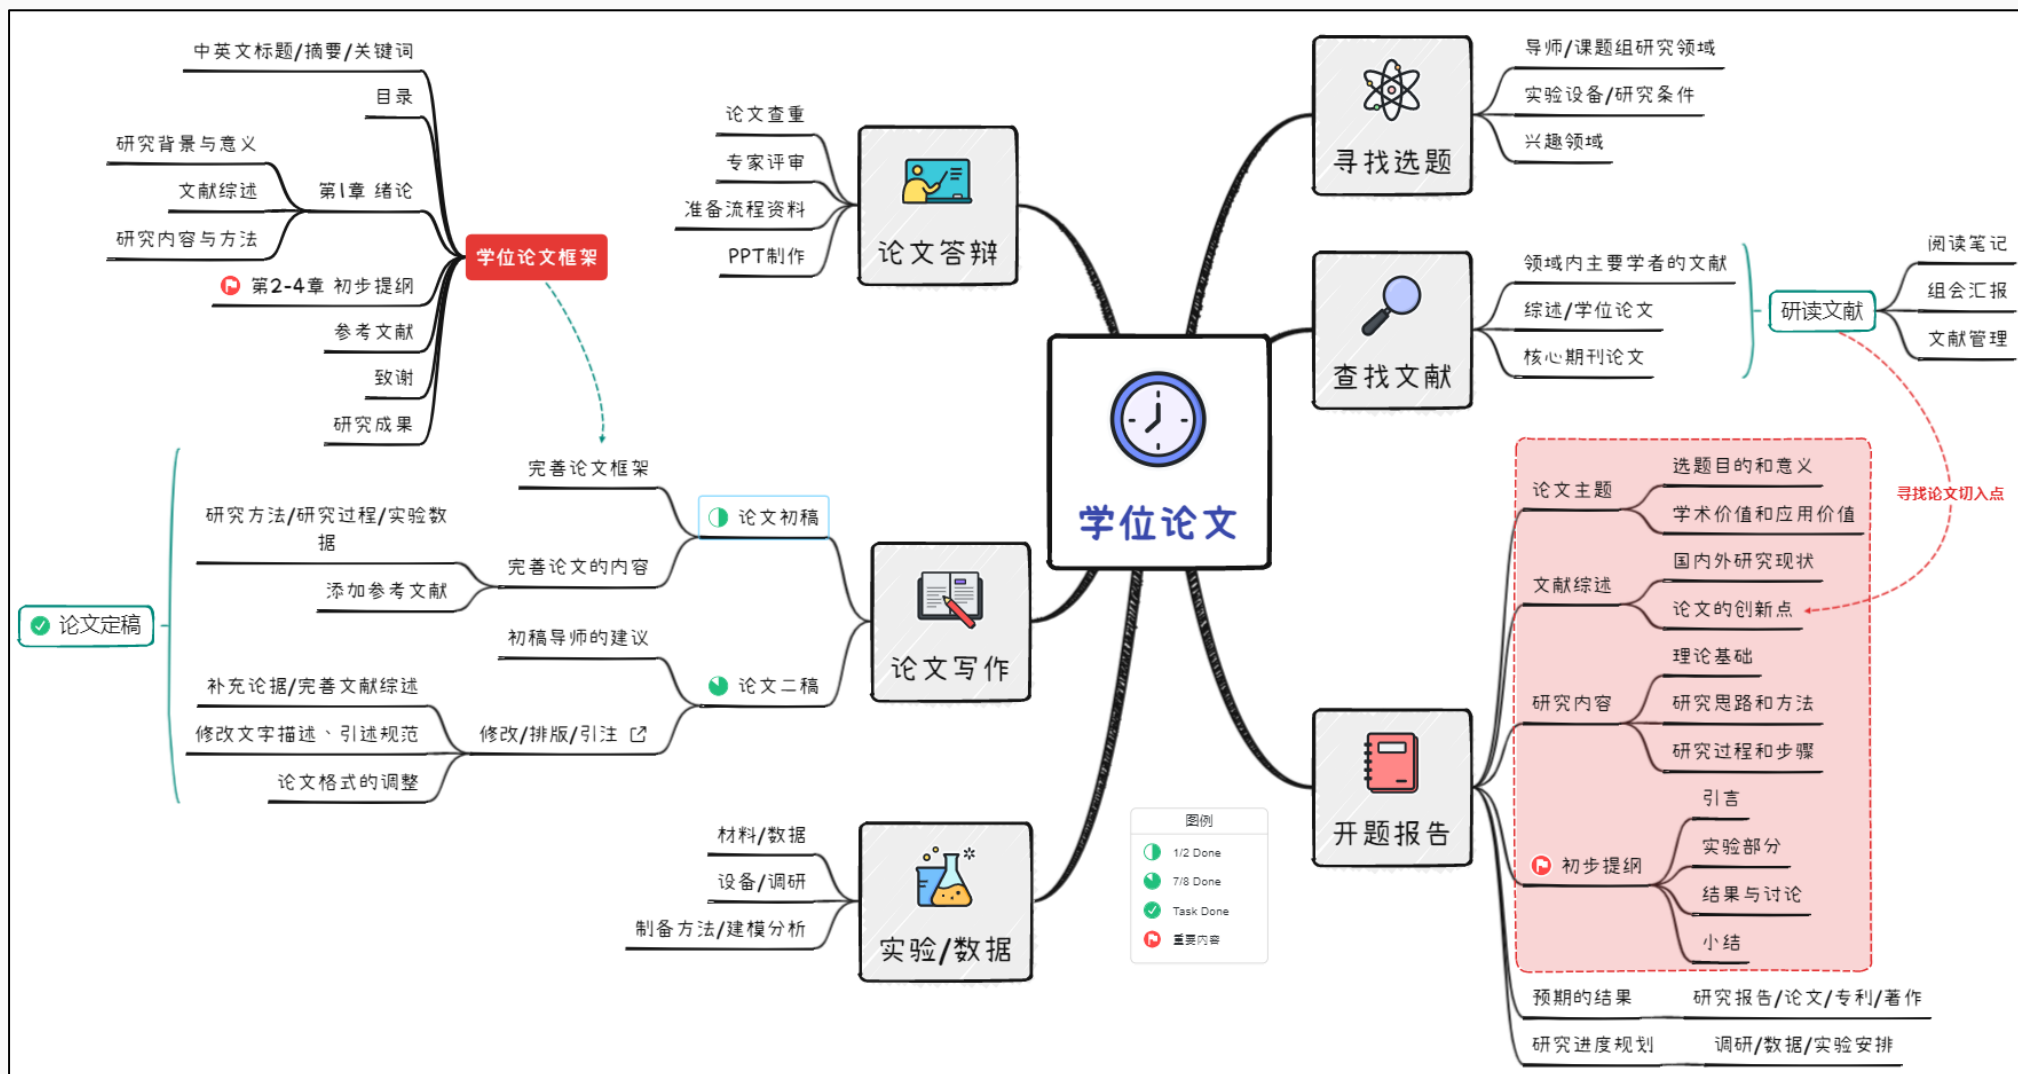 学位论文
寻找选题
导师/课题组研究领域
实验设备/研究条件
兴趣领域
查找文献
领域内主要学者的文献
综述/学位论文
核心期刊论文
研读文献
阅读笔记
组会汇报
文献管理
寻找论文切入点
开题报告
论文主题
选题目的和意义
学术价值和应用价值
文献综述
国内外研究现状
论文的创新点
研究内容
理论基础
研究思路和方法
研究过程和步骤
初步提纲
引言
实验部分
结果与讨论
小结
预期的结果
研究报告/论文/专利/著作
研究进度规划
调研/数据/实验安排
实验/数据
材料/数据
设备/调研
制备方法/建模分析
论文写作
论文初稿
完善论文框架
完善论文的内容
研究方法/研究过程/实验数
据
添加参考文献
论文二稿
初稿导师的建议
修改/排版/引注
补充论据/完善文献综述
修改文字描述、引述规范
论文格式的调整
论文定稿
论文答辩
论文查重
专家评审
准备流程资料
PPT制作
学位论文框架
中英文标题/摘要/关键词
目录
第1章 绪论
研究背景与意义
文献综述
研究内容与方法
第2-4章 初步提纲
参考文献
致谢
研究成果
图例
1/2 Done
7/8 Done
Task Done
重要内容